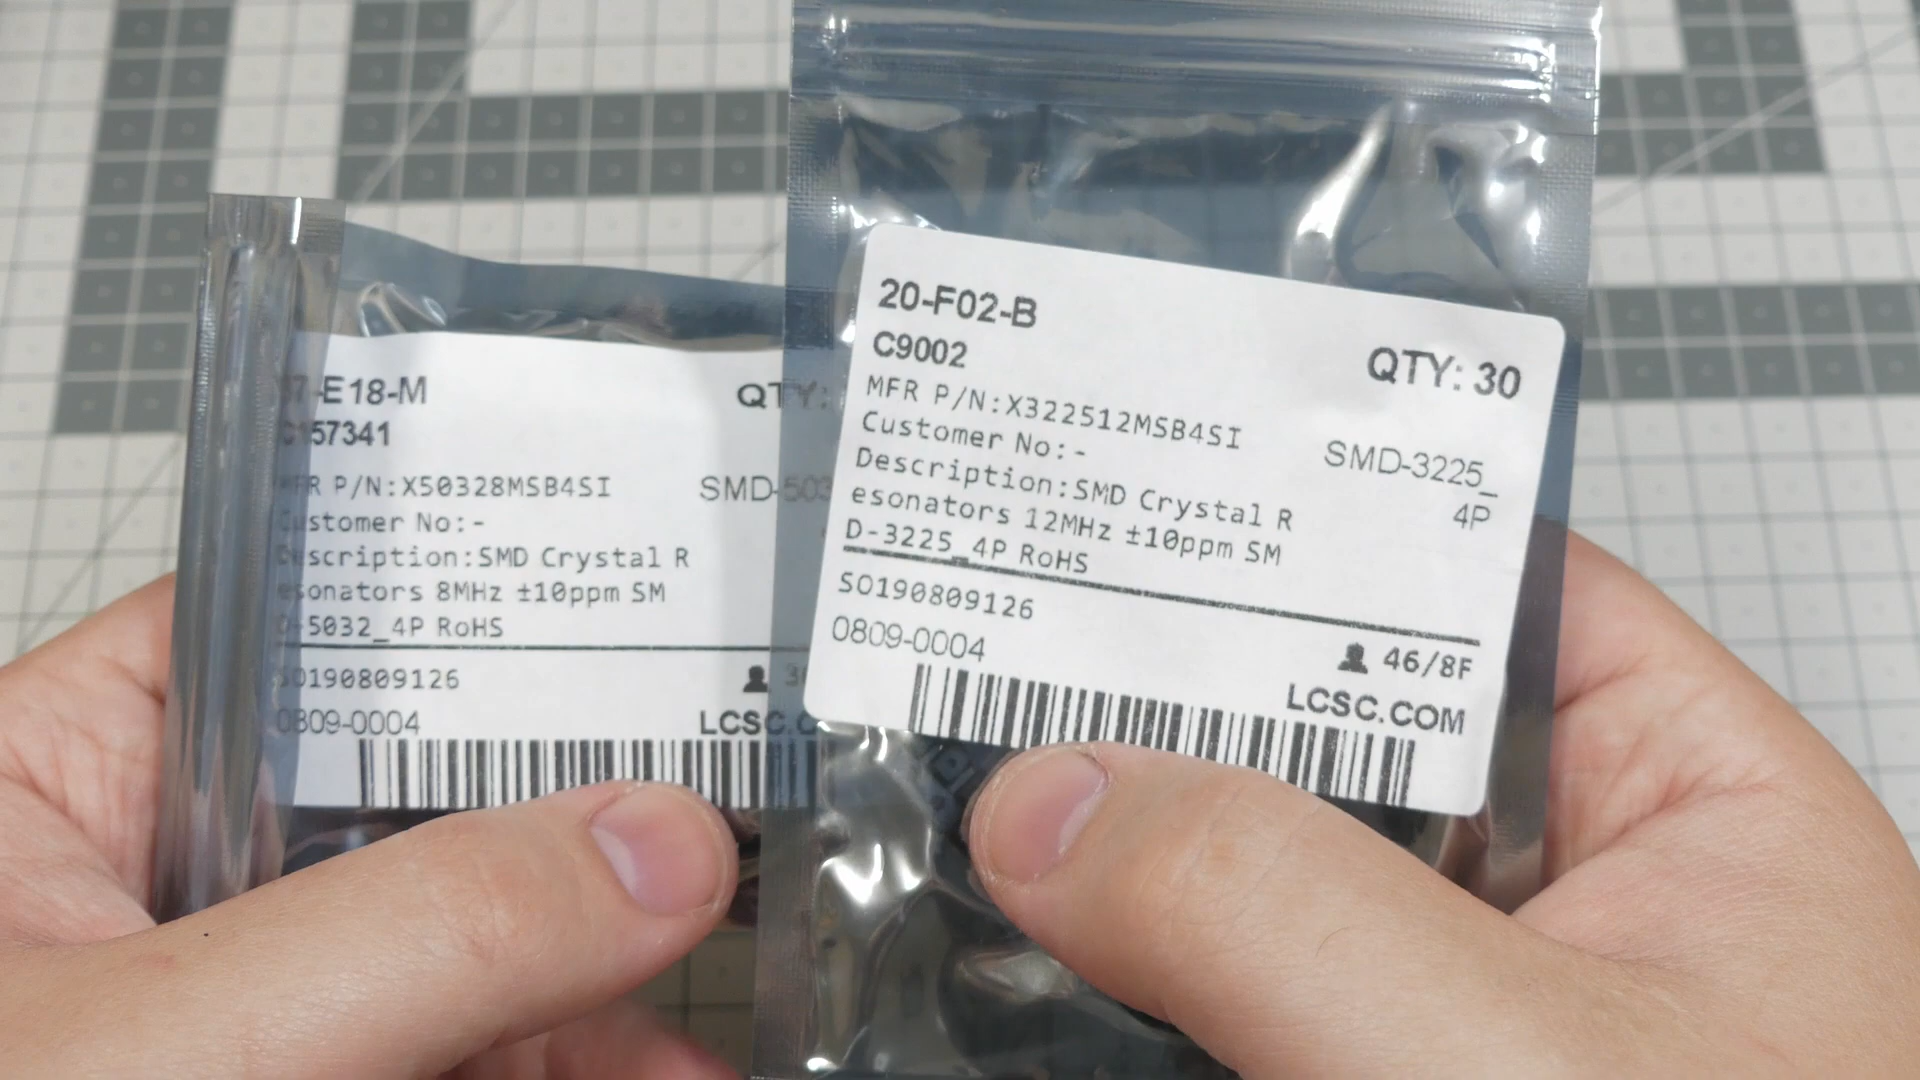 -E18-M
QTY:
C157341
MFR P/N:X50328MSB4SI
SMD-503
Customer No:-
Description:SMD Crystal R
esonators 8MHz ±10ppm SM
D-5032_4P RoHS
SO190809126
0809-0004
LCSC.C
20-F02-B
C9002
QTY: 30
MFR P/N:X322512MSB4SI
SMD-3225_
4P
Customer No:-
Description:SMD Crystal R
esonators 12MHz ±10ppm SM
D-3225_4P RoHS
SO190809126
0809-0004
46/8F
LCSC.COM